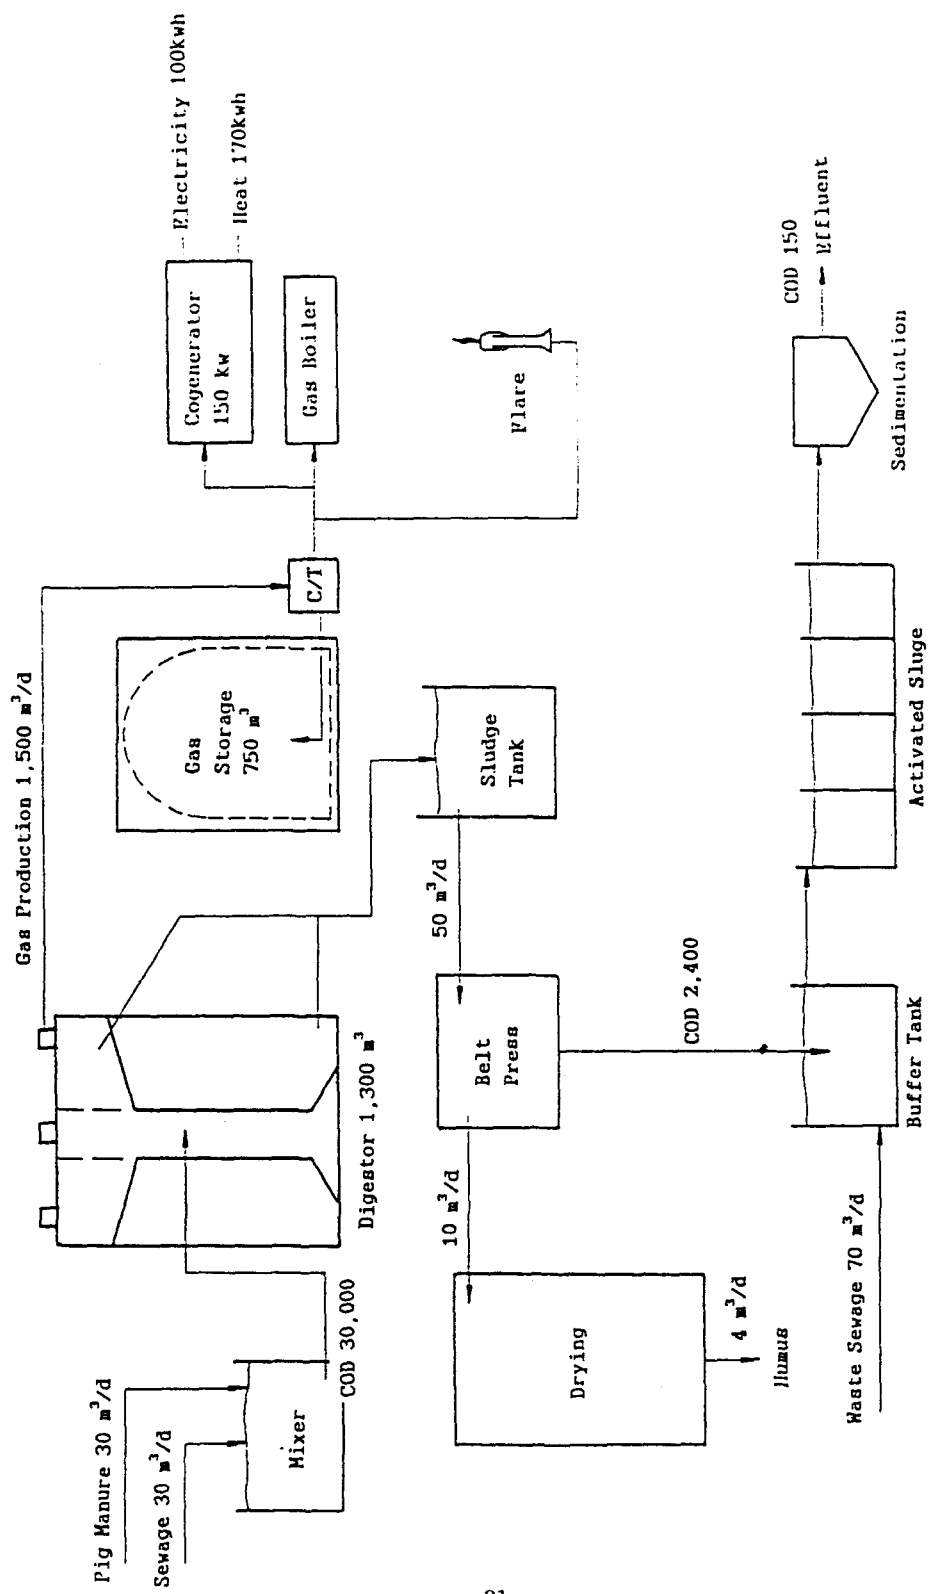 Pig Manure 30 m³/d
Sewage 30 m³/d
Mixer
COD 30,000
Digestor 1,300 m³
Gas Production 1,500 m³/d
Gas
Storage
750 m³
C/T
Cogenerator
150 kw
Electricity 100kwh
Heat 170kwh
Gas Boiler
Flare
Sludge
Tank
50 m³/d
Belt
Press
10 m³/d
Drying
4 m³/d
Humus
COD 2,400
Waste Sewage 70 m³/d
Buffer Tank
Activated Sluge
Sedimentation
COD 150
Effluent